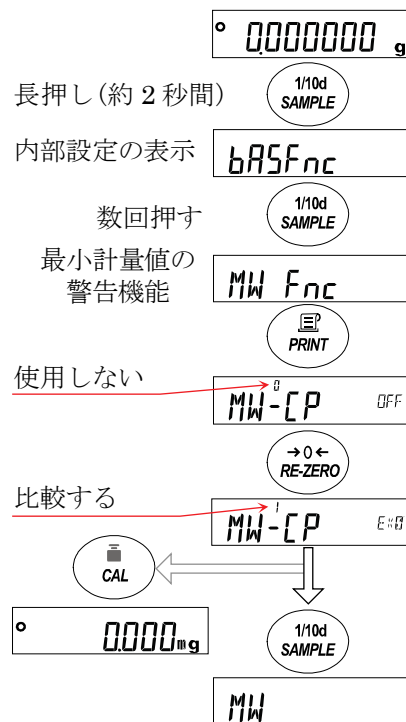 0.000000 g
長押し(約 2 秒間)
1/10d
SAMPLE
内部設定の表示
bASFnc
数回押す
1/10d
SAMPLE
最小計量値の
警告機能
MW Fnc
PRINT
使用しない
0
MW-CP OFF
→0←
RE-ZERO
比較する
1
MW-CP
CAL
0.000mg
1/10d
SAMPLE
MW